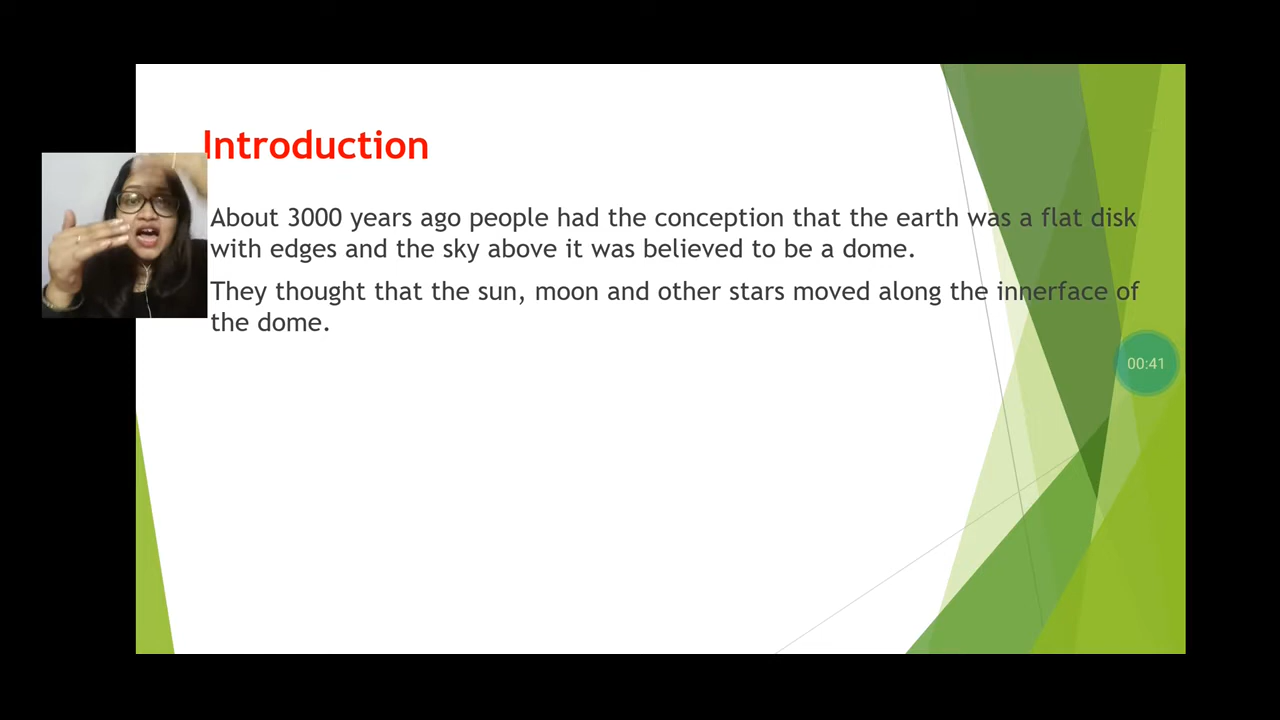 Introduction
About 3000 years ago people had the conception that the earth was a flat disk
with edges and the sky above it was believed to be a dome.
They thought that the sun, moon and other stars moved along the innerface of
the dome.
00:41